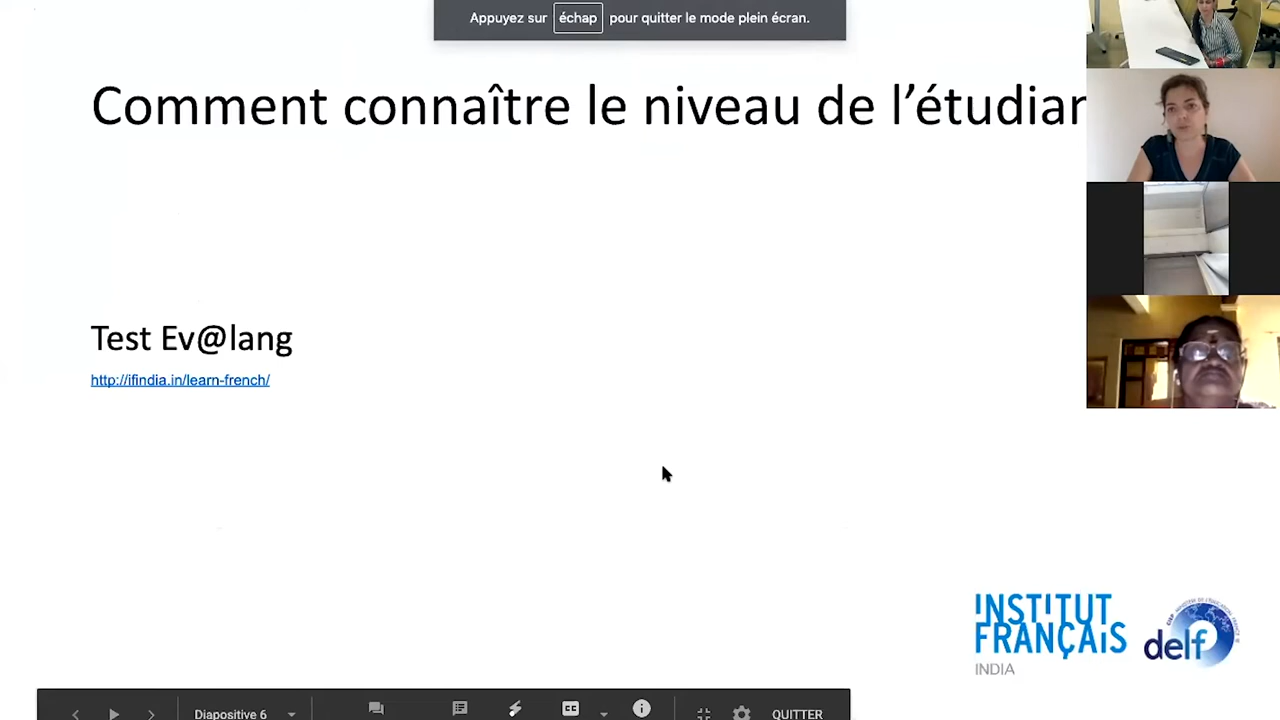 Appuyez sur échap pour quitter le mode plein écran.
Comment connaître le niveau de l'étudiar
Test Ev@lang
http://ifindia.in/learn-french/
INSTITUT
FRANÇAIS
INDIA
delf
Diapositive 6
CC
QUITTER